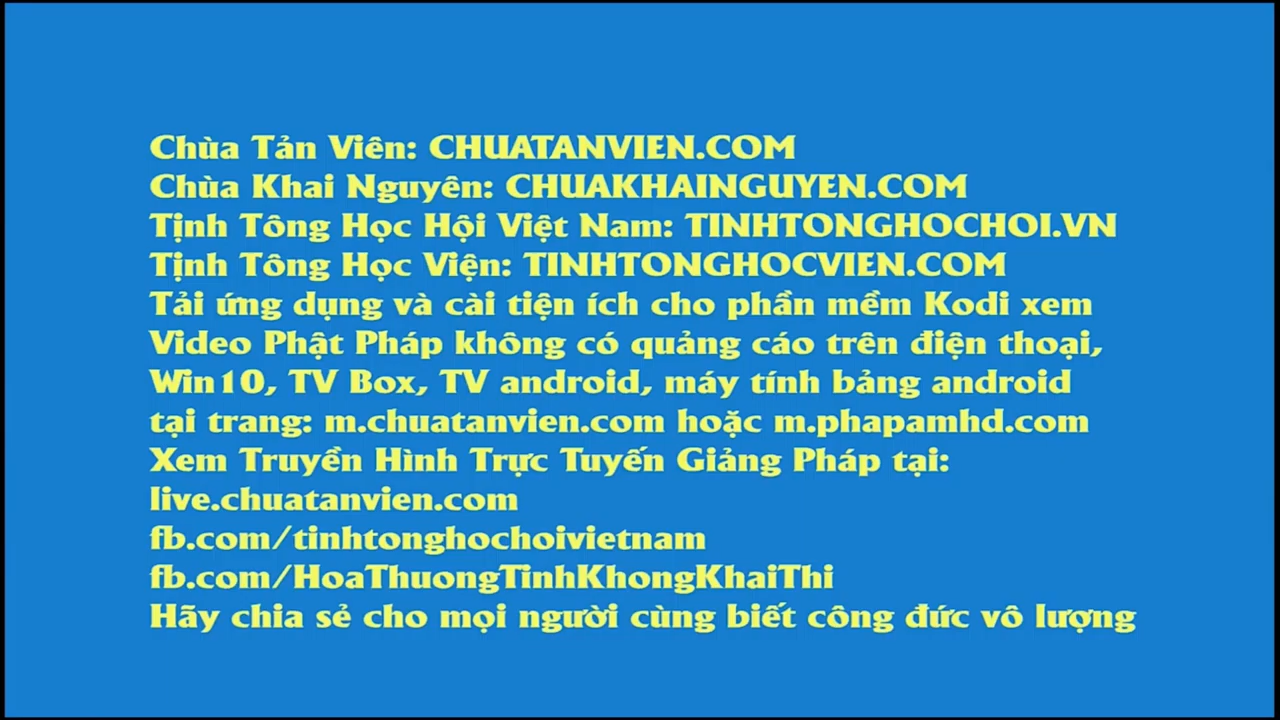 Chùa Tản Viên: CHUATANVIEN.COM
Chùa Khai Nguyên: CHUAKHAINGUYEN.COM
Tịnh Tông Học Hội Việt Nam: TINHTONGHOCHOI.VN
Tịnh Tông Học Viện: TINHTONGHOCVIEN.COM
Tải ứng dụng và cài tiện ích cho phần mềm Kodi xem
Video Phật Pháp không có quảng cáo trên điện thoại,
Win10, TV Box, TV android, máy tính bảng android
tại trang: m.chuatanvien.com hoặc m.phapamhd.com
Xem Truyền Hình Trực Tuyến Giảng Pháp tại:
live.chuatanvien.com
fb.com/tinhtonghochoivietnam
fb.com/HoaThuongTinhKhongKhaiThi
Hãy chia sẻ cho mọi người cùng biết công đức vô lượng